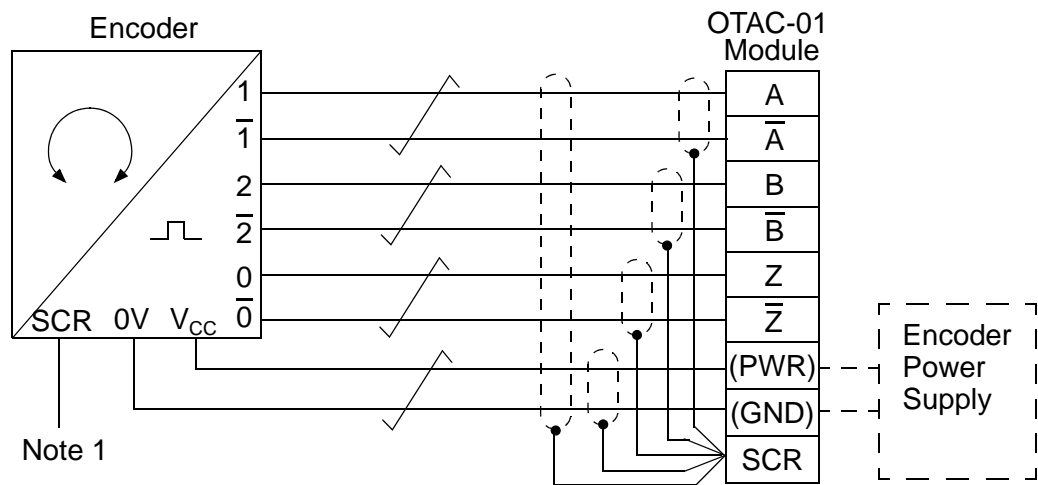 Encoder
OTAC-01
Module
1
1̅
2
2̅
0
0̅
SCR 0V V_CC
Note 1
A
A̅
B
B̅
Z
Z̅
(PWR)
(GND)
SCR
Encoder
Power
Supply